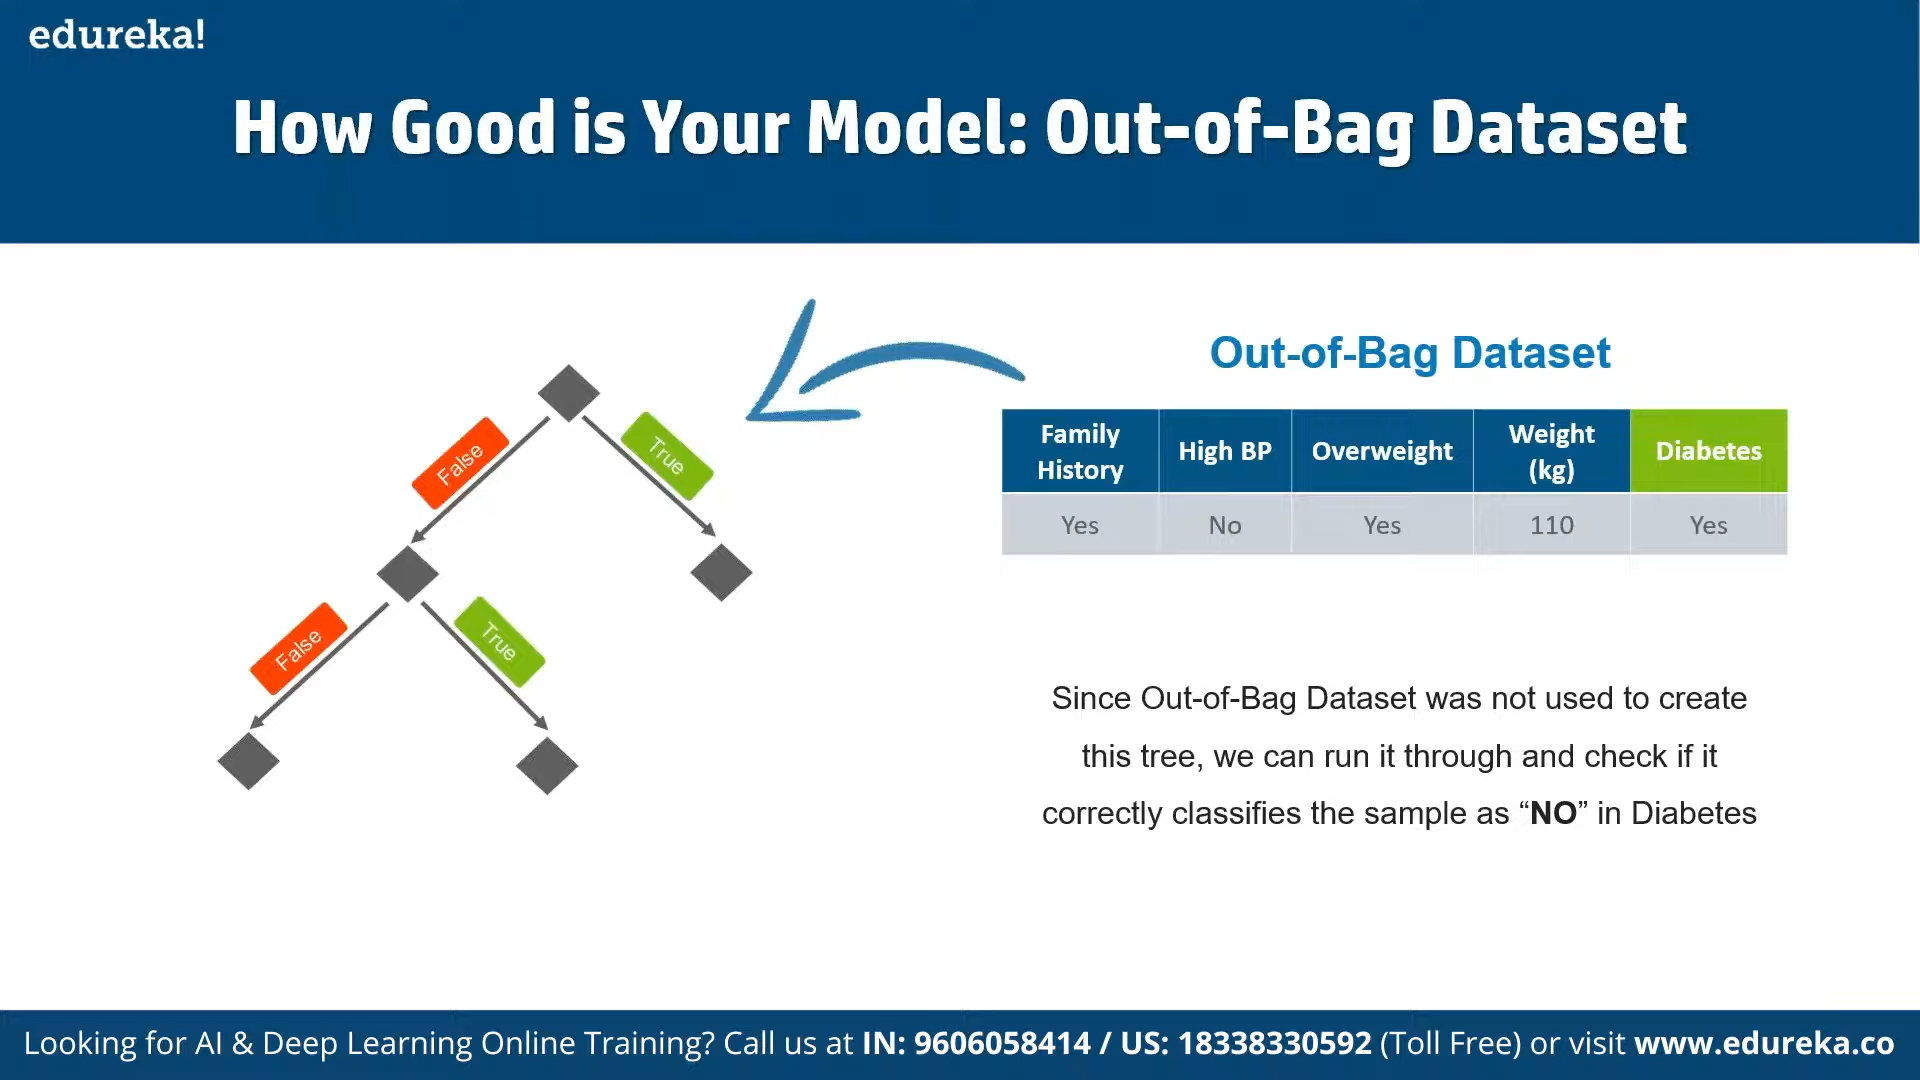 edureka!
How Good is Your Model: Out-of-Bag Dataset
False
True
False
True
Out-of-Bag Dataset
Family History High BP Overweight Weight (kg) Diabetes
Yes No Yes 110 Yes
Since Out-of-Bag Dataset was not used to create
this tree, we can run it through and check if it
correctly classifies the sample as “NO” in Diabetes
Looking for AI & Deep Learning Online Training? Call us at IN: 9606058414 / US: 18338330592 (Toll Free) or visit www.edureka.co